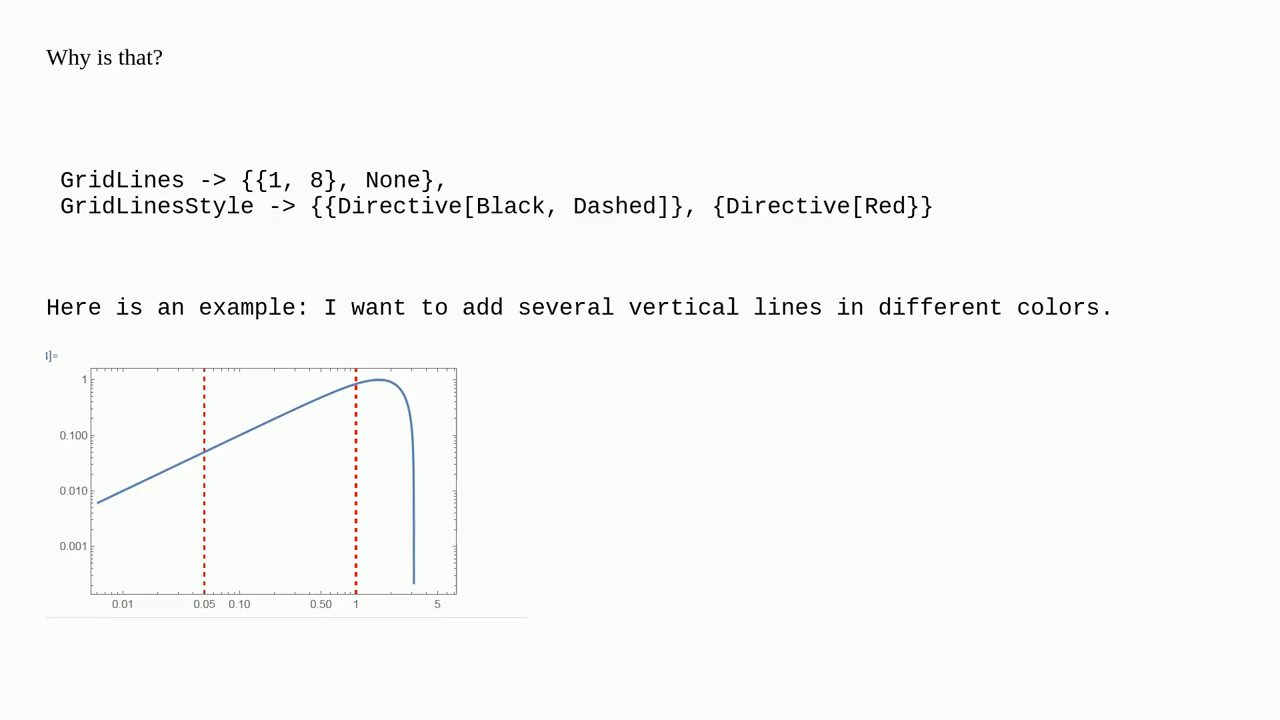 Why is that?
GridLines -> {{1, 8}, None},
GridLinesStyle -> {{Directive[Black, Dashed]}, {Directive[Red}}
Here is an example: I want to add several vertical lines in different colors.
]=
1
0.100
0.010
0.001
0.01 0.05 0.10 0.50 1 5